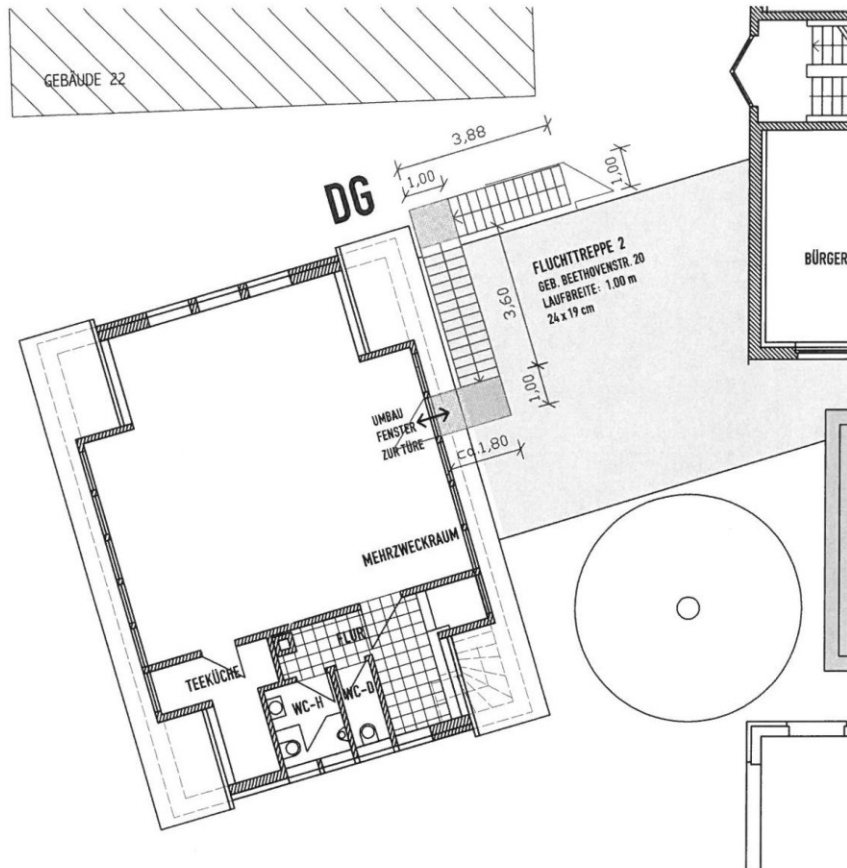 GEBÄUDE 22
3,88
1,00
1,00
DG
FLUCHTTREPPE 2
GEB. BEETHOVENSTR. 20
LAUFBREITE: 1.00 m
24 x 19 cm
BÜRGER
3,60
1,00
UMBAU
FENSTER
ZUR TÜRE
ca.1,80
MEHRZWECKRAUM
FLUR
TEEKÜCHE
WC-H
WC-D